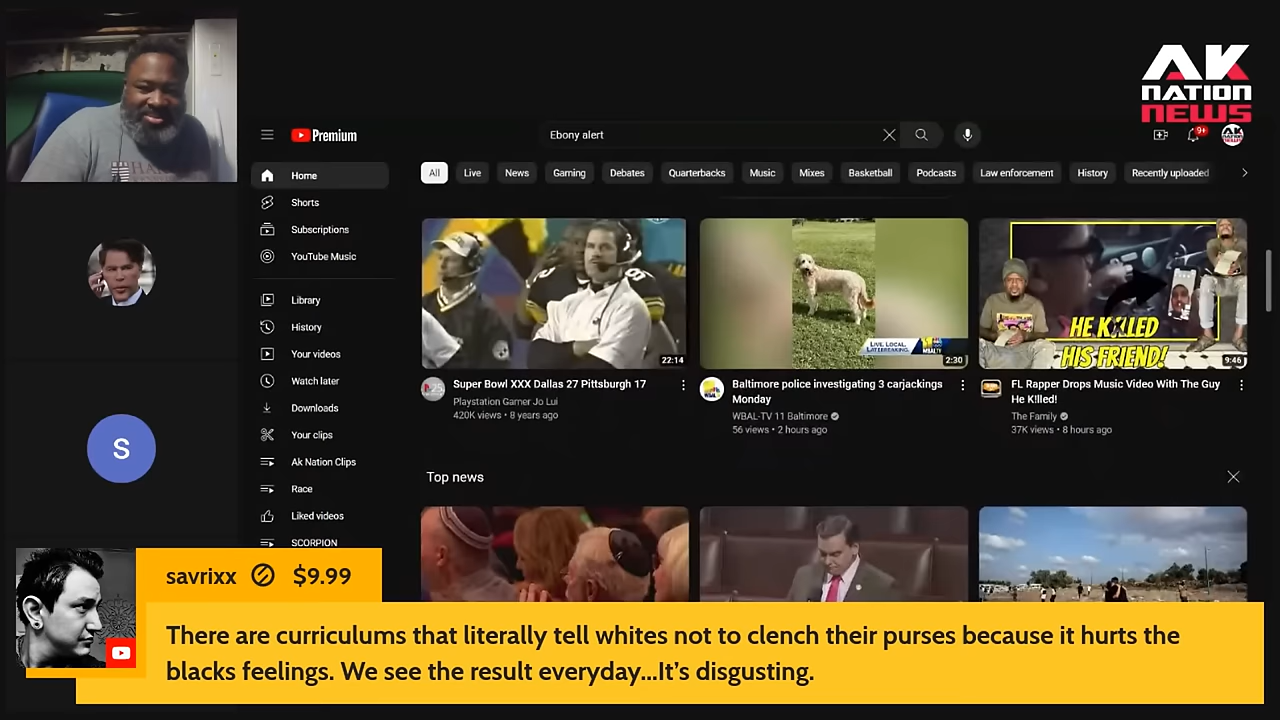 AK
NATION
NEWS
Premium
Ebony alert
9+
AK
Home
Shorts
Subscriptions
YouTube Music
Library
History
Your videos
Watch later
Downloads
Your clips
Ak Nation Clips
Race
Liked videos
SCORPION
All
Live
News
Gaming
Debates
Quarterbacks
Music
Mixes
Basketball
Podcasts
Law enforcement
History
Recently uploaded
22:14
Super Bowl XXX Dallas 27 Pittsburgh 17
Playstation Gamer Jo Lui
420K views • 8 years ago
LIVE. LOCAL.
LATEBREAKING.
WBALTV
2:30
Baltimore police investigating 3 carjackings
Monday
WBAL-TV 11 Baltimore
56 views • 2 hours ago
HE K!LLED
HIS FRIEND!
9:46
FL Rapper Drops Music Video With The Guy
He K!lled!
The Family
37K views • 8 hours ago
Top news
S
savrixx $9.99
There are curriculums that literally tell whites not to clench their purses because it hurts the
blacks feelings. We see the result everyday...It's disgusting.